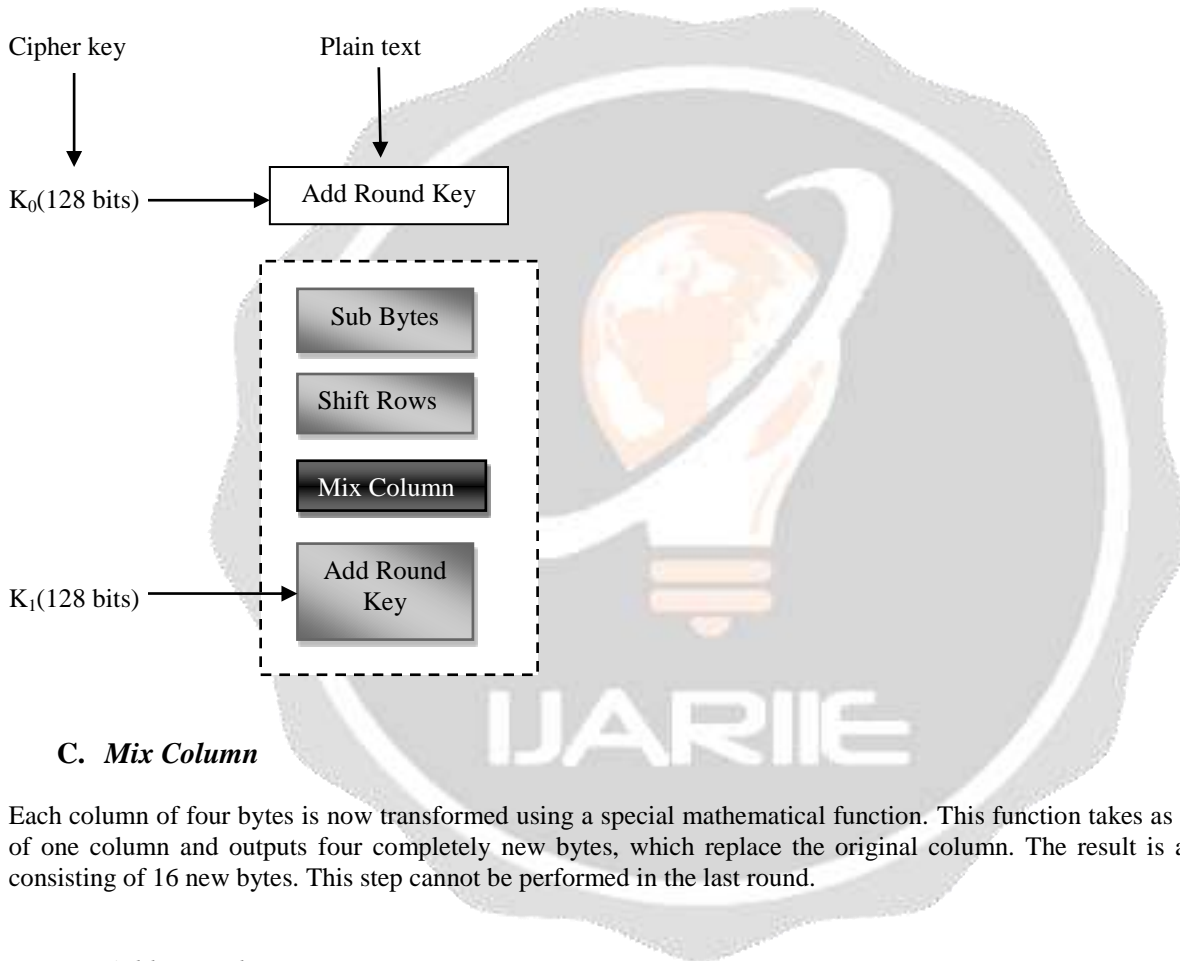 Cipher key
Plain text
K₀(128 bits)
Add Round Key
Sub Bytes
Shift Rows
Mix Column
Add Round
Key
K₁(128 bits)
IJARIIE
C. Mix Column
Each column of four bytes is now transformed using a special mathematical function. This function takes as
of one column and outputs four completely new bytes, which replace the original column. The result is
consisting of 16 new bytes. This step cannot be performed in the last round.